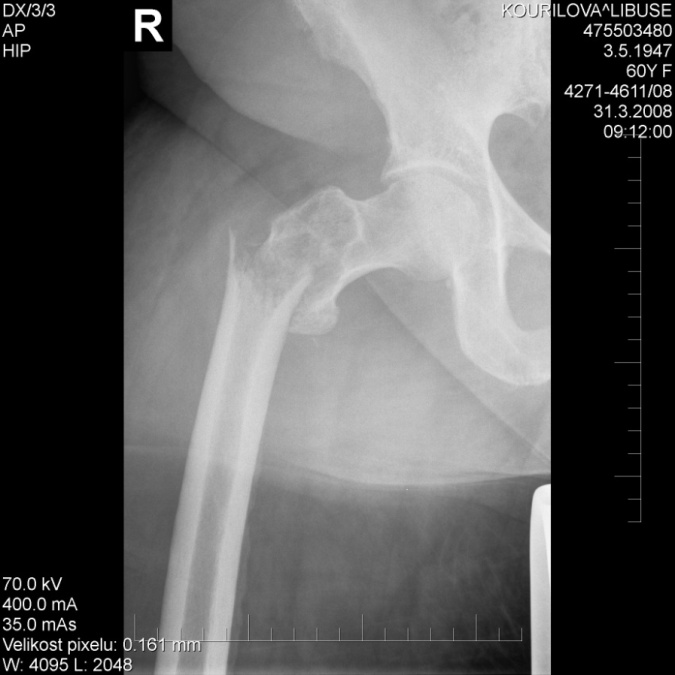 DX/3/3
AP
HIP
R
KOURILOVA^LIBUSE
475503480
3.5.1947
60Y F
4271-4611/08
31.3.2008
09:12:00
70.0 kV
400.0 mA
35.0 mAs
Velikost pixelu: 0.161 mm
W: 4095 L: 2048